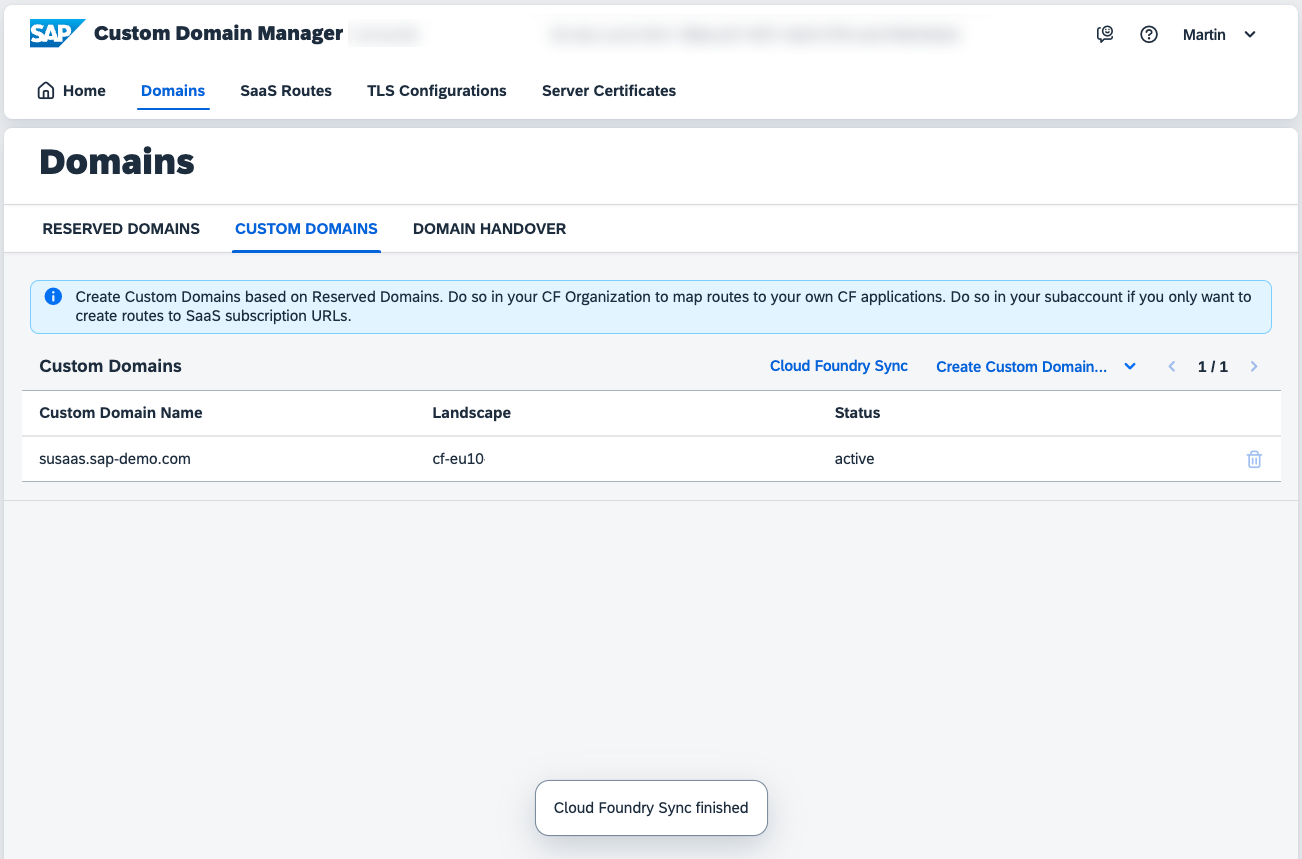 SAP Custom Domain Manager
Martin
Home Domains SaaS Routes TLS Configurations Server Certificates
Domains
RESERVED DOMAINS CUSTOM DOMAINS DOMAIN HANDOVER
Create Custom Domains based on Reserved Domains. Do so in your CF Organization to map routes to your own CF applications. Do so in your subaccount if you only want to
create routes to SaaS subscription URLs.
Custom Domains Cloud Foundry Sync Create Custom Domain... 1 / 1
Custom Domain Name Landscape Status
susaas.sap-demo.com cf-eu10 active
Cloud Foundry Sync finished